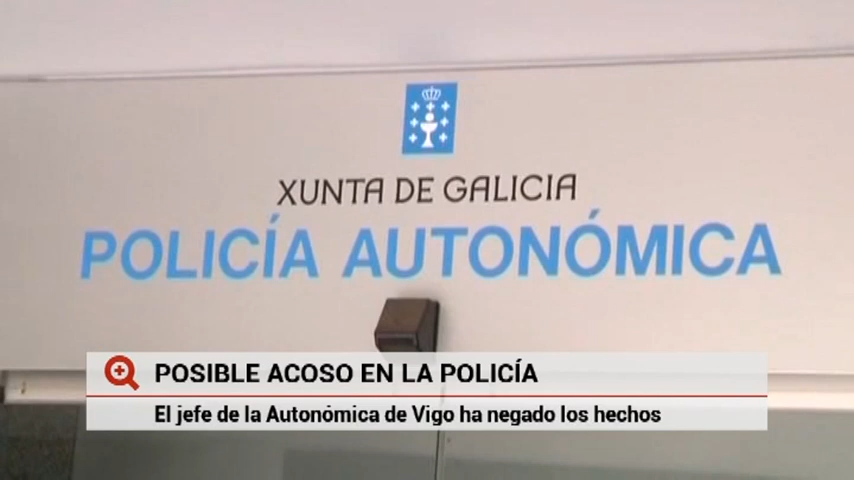 XUNTA DE GALICIA
POLICÍA AUTONÓMICA
POSIBLE ACOSO EN LA POLICÍA
El jefe de la Autonómica de Vigo ha negado los hechos